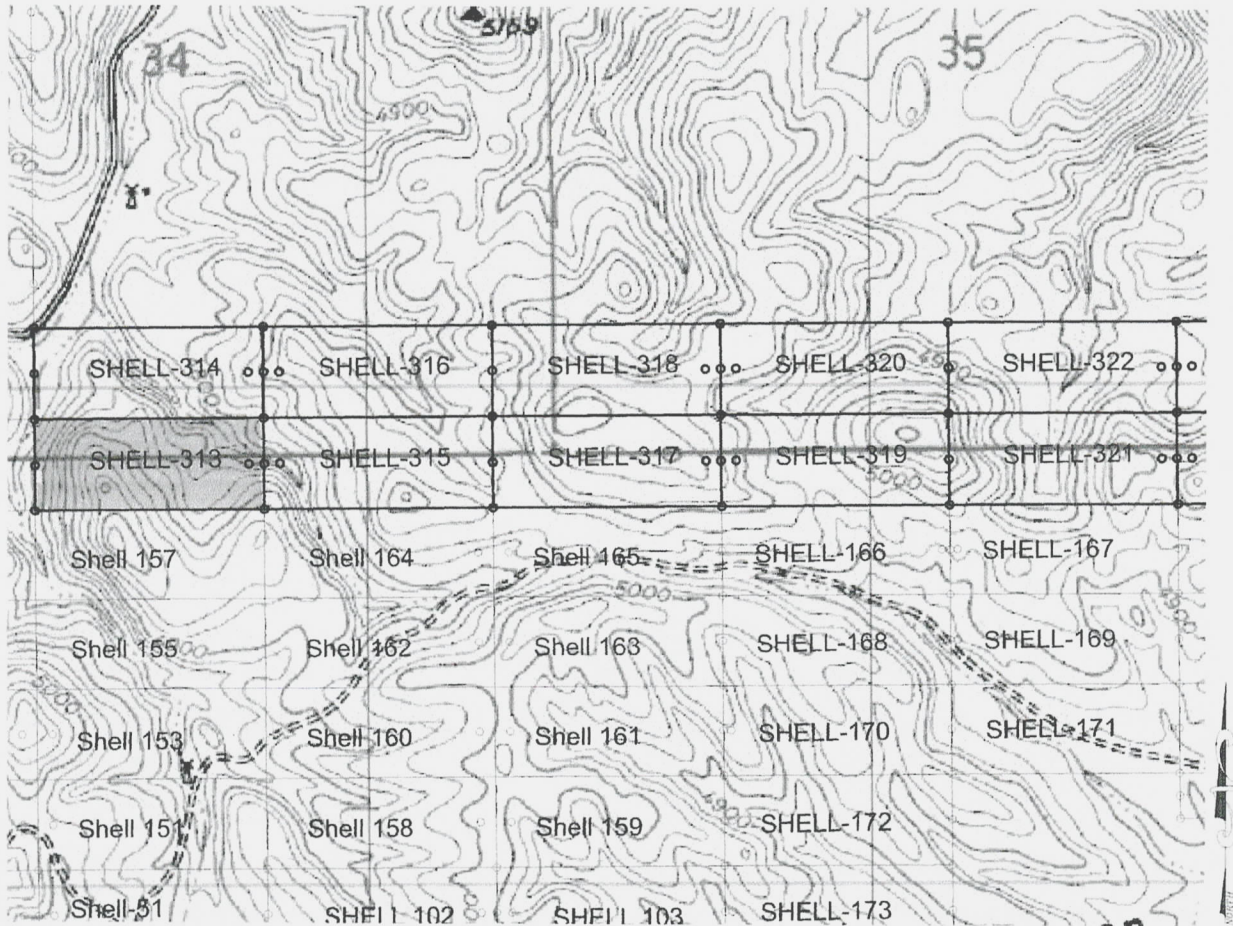 5169
34 35
4900
SHELL-314 SHELL-316 SHELL-318 SHELL-320 SHELL-322
SHELL-313 SHELL-315 SHELL-317 SHELL-319 SHELL-321
5000
Shell 157 Shell 164 Shell 165 SHELL-166 SHELL-167
5000
4900
Shell 155 Shell 162 Shell 163 SHELL-168 SHELL-169
5000
Shell 153 Shell 160 Shell 161 SHELL-170 SHELL-171
4900
Shell 151 Shell 158 Shell 159 SHELL-172
Shell-51 SHELL 102 SHELL 103 SHELL-173